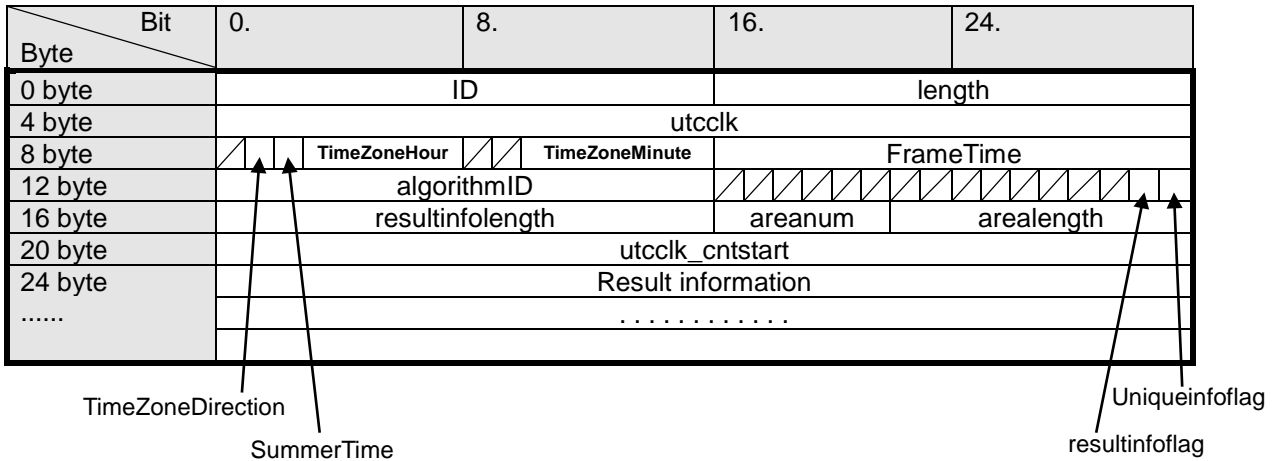 Bit 0. 8. 16. 24.
Byte
0 byte ID length
4 byte utcclk
8 byte TimeZoneHour TimeZoneMinute FrameTime
12 byte algorithmID
16 byte resultinfolength areanum arealength
20 byte utcclk_cntstart
24 byte Result information
...... . . . . . . . . . . . .
TimeZoneDirection Uniqueinfoflag
SummerTime resultinfoflag